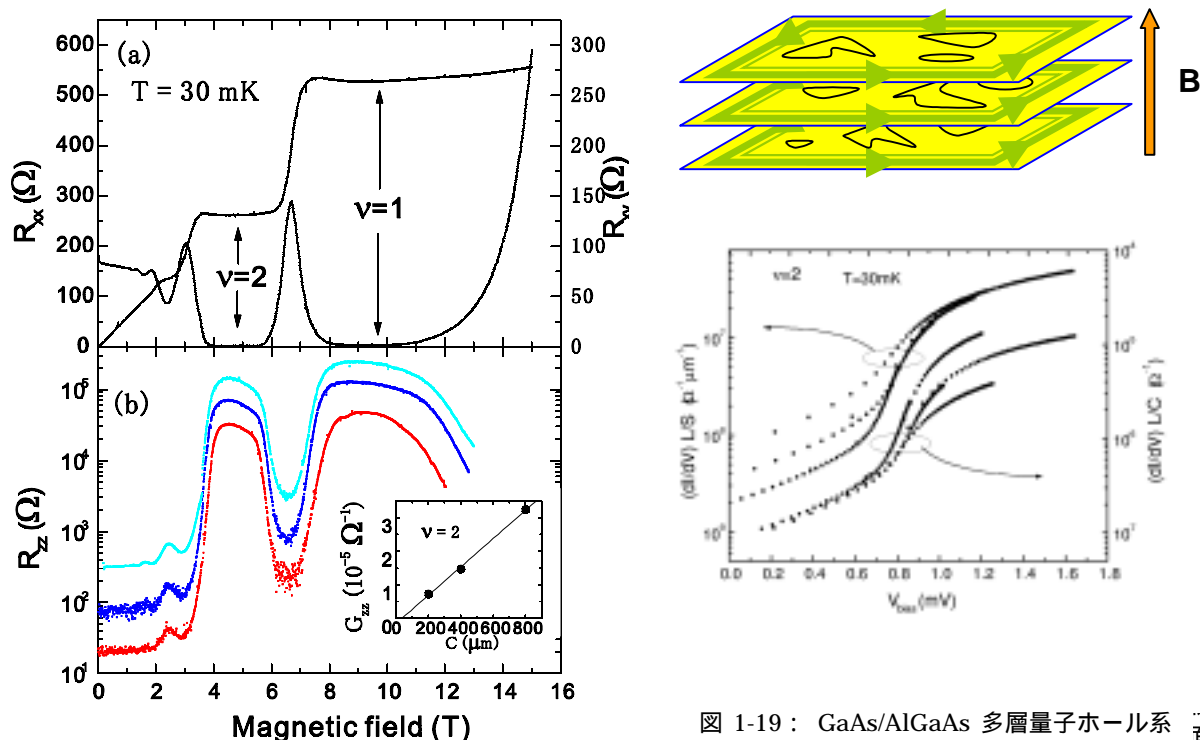 (a)
T = 30 mK
600
500
400
300
200
100
0
R_xx (Ω)
300
250
200
150
100
50
0
ν=2
ν=1
(b)
10^5
10^4
10^3
10^2
10^1
R_zz (Ω)
ν = 2
3
2
1
0
G_zz (10^-5 Ω^-1)
0 200 400 600 800
C (μm)
0 2 4 6 8 10 12 14 16
Magnetic field (T)
B
ν=2 T=30mK
10^4
0.0 0.2 0.4 0.6 0.8 1.0 1.2 1.4 1.6 1.8
(mV)
図 1-19： GaAs/AlGaAs 多層量子ホール系